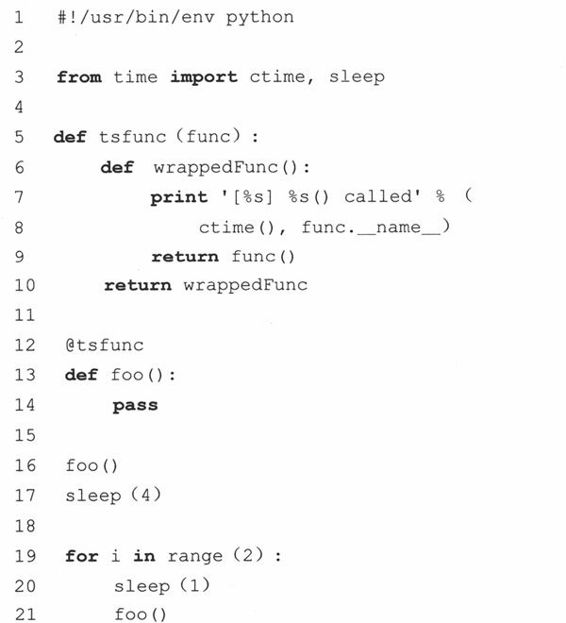 1 #!/usr/bin/env python
2
3 from time import ctime, sleep
4
5 def tsfunc (func) :
6 def wrappedFunc():
7 print '[%s] %s() called' % (
8 ctime(), func.__name__)
9 return func()
10 return wrappedFunc
11
12 @tsfunc
13 def foo():
14 pass
15
16 foo()
17 sleep (4)
18
19 for i in range (2) :
20 sleep (1)
21 foo()